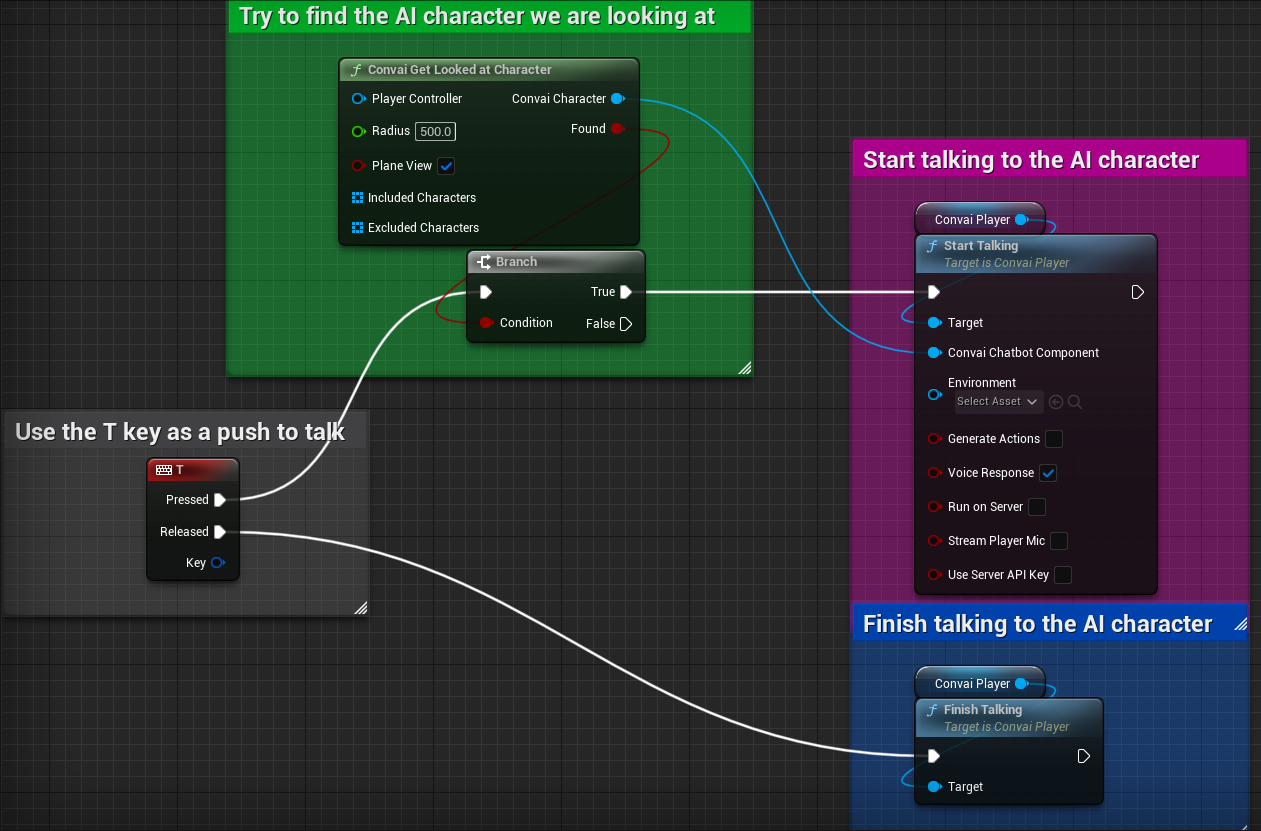 Try to find the AI character we are looking at
f Convai Get Looked at Character
Player Controller
Convai Character
Radius 500.0
Found
Plane View
Included Characters
Excluded Characters
Branch
True
Condition
False
Use the T key as a push to talk
T
Pressed
Released
Key
Start talking to the AI character
Convai Player
f Start Talking
Target is Convai Player
Target
Convai Chatbot Component
Environment
Select Asset
Generate Actions
Voice Response
Run on Server
Stream Player Mic
Use Server API Key
Finish talking to the AI character
Convai Player
f Finish Talking
Target is Convai Player
Target